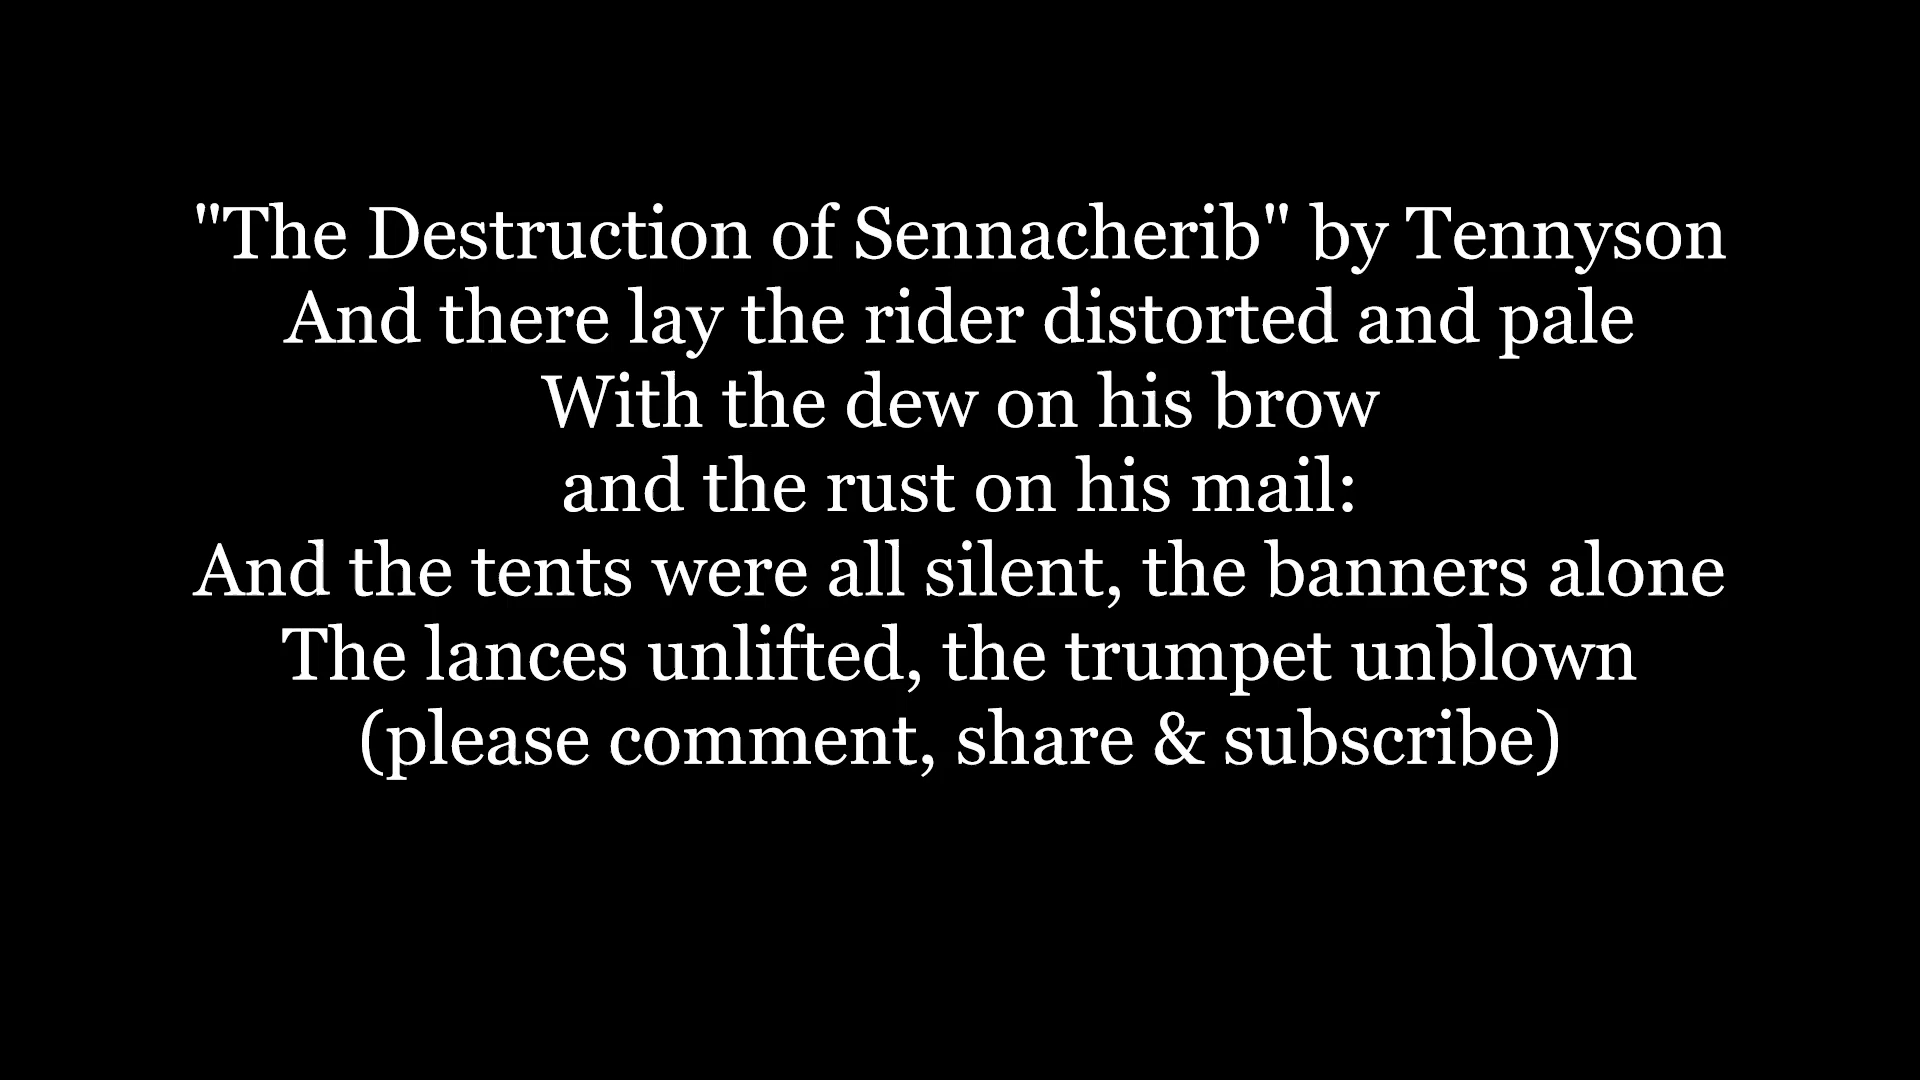 "The Destruction of Sennacherib" by Tennyson
And there lay the rider distorted and pale
With the dew on his brow
and the rust on his mail:
And the tents were all silent, the banners alone
The lances unlifted, the trumpet unblown
(please comment, share & subscribe)